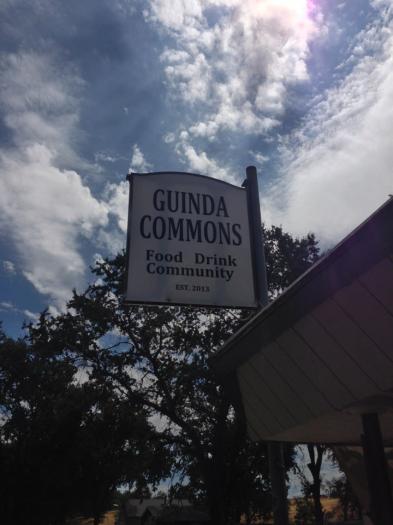 GUINDA
COMMONS
Food Drink
Community
EST. 2013